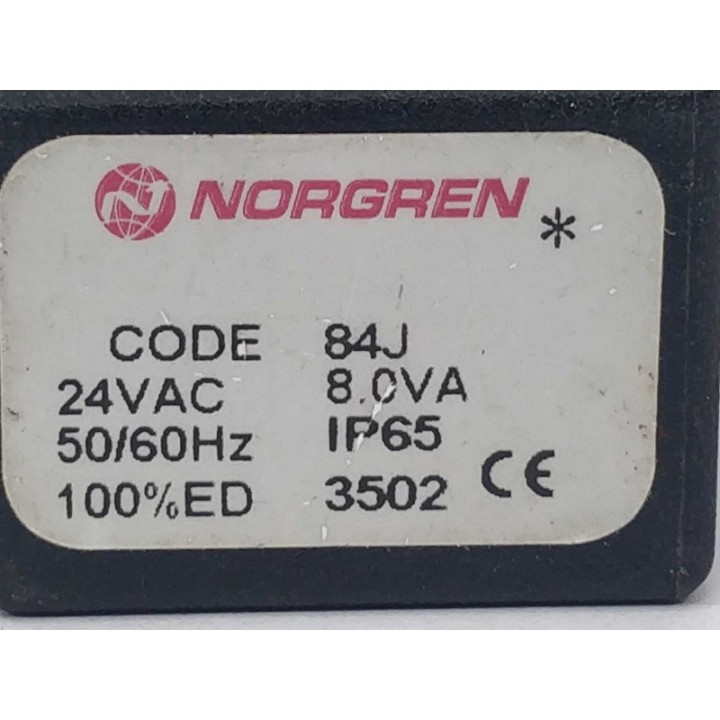 NORGREN
*
CODE 84J
24VAC 8.0VA
50/60Hz IP65
100%ED 3502 CE